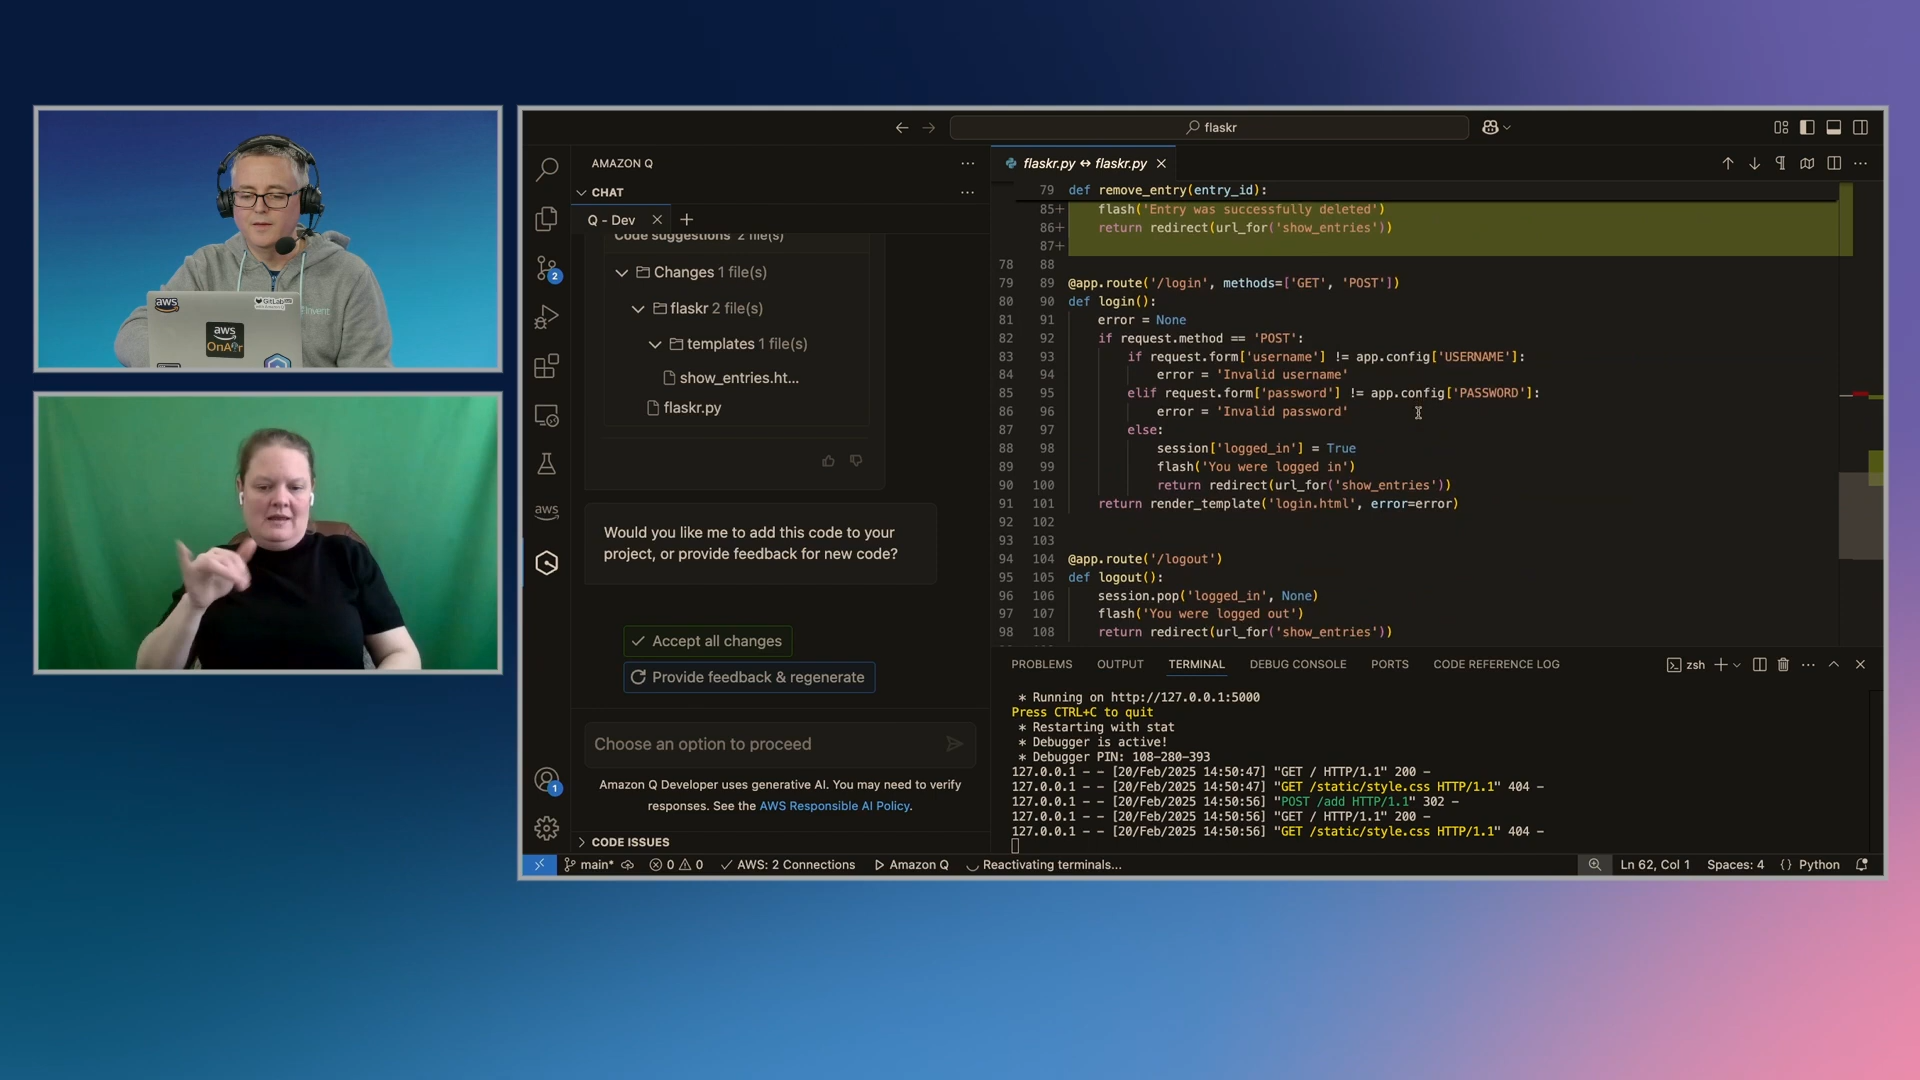 aws
GitLab
aws
OnAir
Invent
flaskr
AMAZON Q
CHAT
Q - Dev
Code suggestions 2 file(s)
Changes 1 file(s)
flaskr 2 file(s)
templates 1 file(s)
show_entries.ht...
flaskr.py
Would you like me to add this code to your
project, or provide feedback for new code?
Accept all changes
Provide feedback & regenerate
Choose an option to proceed
Amazon Q Developer uses generative AI. You may need to verify
responses. See the AWS Responsible AI Policy.
CODE ISSUES
2
aws
1
flaskr.py ↔ flaskr.py
79 def remove_entry(entry_id):
85+ flash('Entry was successfully deleted')
86+ return redirect(url_for('show_entries'))
87+
78 88
79 89 @app.route('/login', methods=['GET', 'POST'])
80 90 def login():
81 91 error = None
82 92 if request.method == 'POST':
83 93 if request.form['username'] != app.config['USERNAME']:
84 94 error = 'Invalid username'
85 95 elif request.form['password'] != app.config['PASSWORD']:
86 96 error = 'Invalid password'
87 97 else:
88 98 session['logged_in'] = True
89 99 flash('You were logged in')
90 100 return redirect(url_for('show_entries'))
91 101 return render_template('login.html', error=error)
92 102
93 103
94 104 @app.route('/logout')
95 105 def logout():
96 106 session.pop('logged_in', None)
97 107 flash('You were logged out')
98 108 return redirect(url_for('show_entries'))
PROBLEMS OUTPUT TERMINAL DEBUG CONSOLE PORTS CODE REFERENCE LOG zsh
* Running on http://127.0.0.1:5000
Press CTRL+C to quit
* Restarting with stat
* Debugger is active!
* Debugger PIN: 108-280-393
127.0.0.1 - - [20/Feb/2025 14:50:47] "GET / HTTP/1.1" 200 -
127.0.0.1 - - [20/Feb/2025 14:50:47] "GET /static/style.css HTTP/1.1" 404 -
127.0.0.1 - - [20/Feb/2025 14:50:56] "POST /add HTTP/1.1" 302 -
127.0.0.1 - - [20/Feb/2025 14:50:56] "GET / HTTP/1.1" 200 -
127.0.0.1 - - [20/Feb/2025 14:50:56] "GET /static/style.css HTTP/1.1" 404 -
main* 0 0 AWS: 2 Connections Amazon Q Reactivating terminals... Ln 62, Col 1 Spaces: 4 {} Python